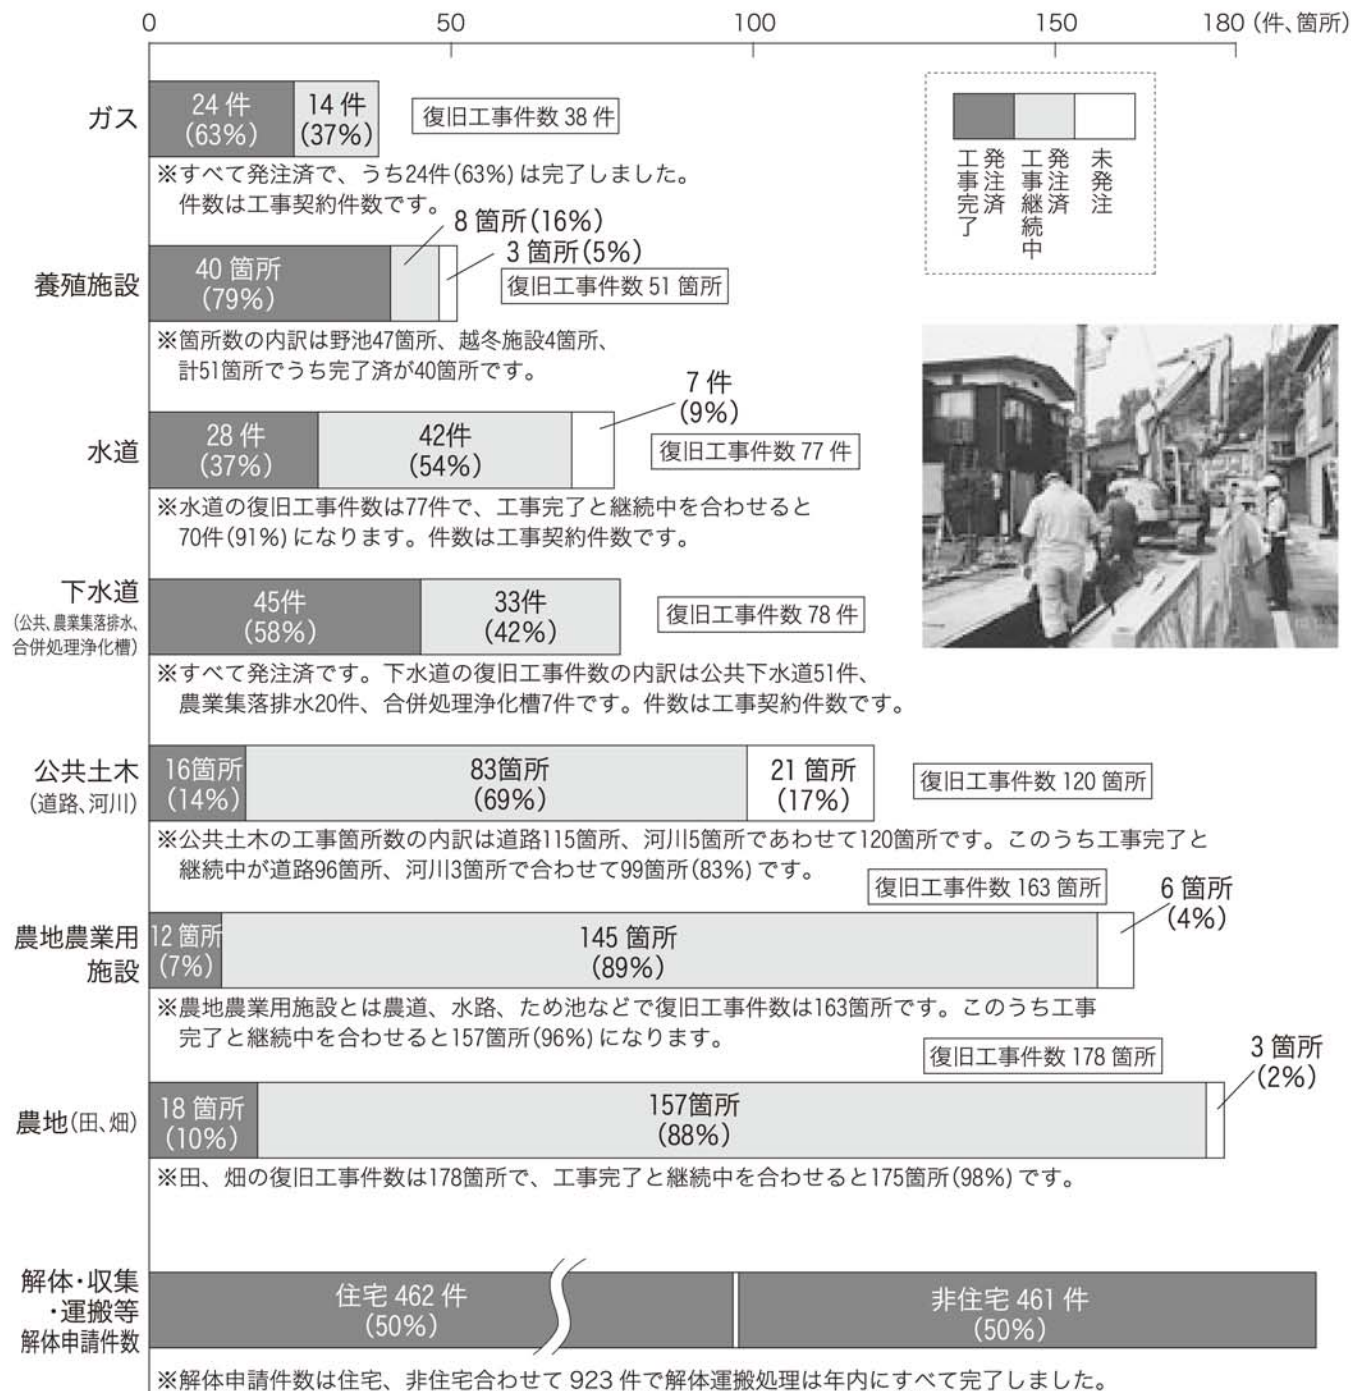 0 50 100 150 180 (件、箇所)
発注済 工事完了
発注済 工事継続中
未発注
ガス
24 件 14 件
(63%) (37%)
復旧工事件数 38 件
※すべて発注済で、うち24件(63%) は完了しました。
件数は工事契約件数です。
養殖施設
8 箇所(16%)
3 箇所(5%)
40 箇所
(79%)
復旧工事件数 51 箇所
※箇所数の内訳は野池47箇所、越冬施設4箇所、
計51箇所でうち完了済が40箇所です。
水道
7 件
(9%)
28 件 42件
(37%) (54%)
復旧工事件数 77 件
※水道の復旧工事件数は77件で、工事完了と継続中を合わせると
70件(91%) になります。件数は工事契約件数です。
下水道
(公共、農業集落排水、
合併処理浄化槽)
45件 33件
(58%) (42%)
復旧工事件数 78 件
※すべて発注済です。下水道の復旧工事件数の内訳は公共下水道51件、
農業集落排水20件、合併処理浄化槽7件です。件数は工事契約件数です。
公共土木
(道路、河川)
16箇所 83箇所 21 箇所
(14%) (69%) (17%)
復旧工事件数 120 箇所
※公共土木の工事箇所数の内訳は道路115箇所、河川5箇所であわせて120箇所です。このうち工事完了と
継続中が道路96箇所、河川3箇所で合わせて99箇所(83%) です。
復旧工事件数 163 箇所
6 箇所
(4%)
農地農業用
施設
12 箇所 145 箇所
(7%) (89%)
※農地農業用施設とは農道、水路、ため池などで復旧工事件数は163箇所です。このうち工事
完了と継続中を合わせると157箇所(96%) になります。
復旧工事件数 178 箇所
3 箇所
(2%)
農地(田、畑)
18 箇所 157箇所
(10%) (88%)
※田、畑の復旧工事件数は178箇所で、工事完了と継続中を合わせると175箇所(98%) です。
解体・収集
・運搬等
解体申請件数
住宅 462 件 非住宅 461 件
(50%) (50%)
※解体申請件数は住宅、非住宅合わせて 923 件で解体運搬処理は年内にすべて完了しました。